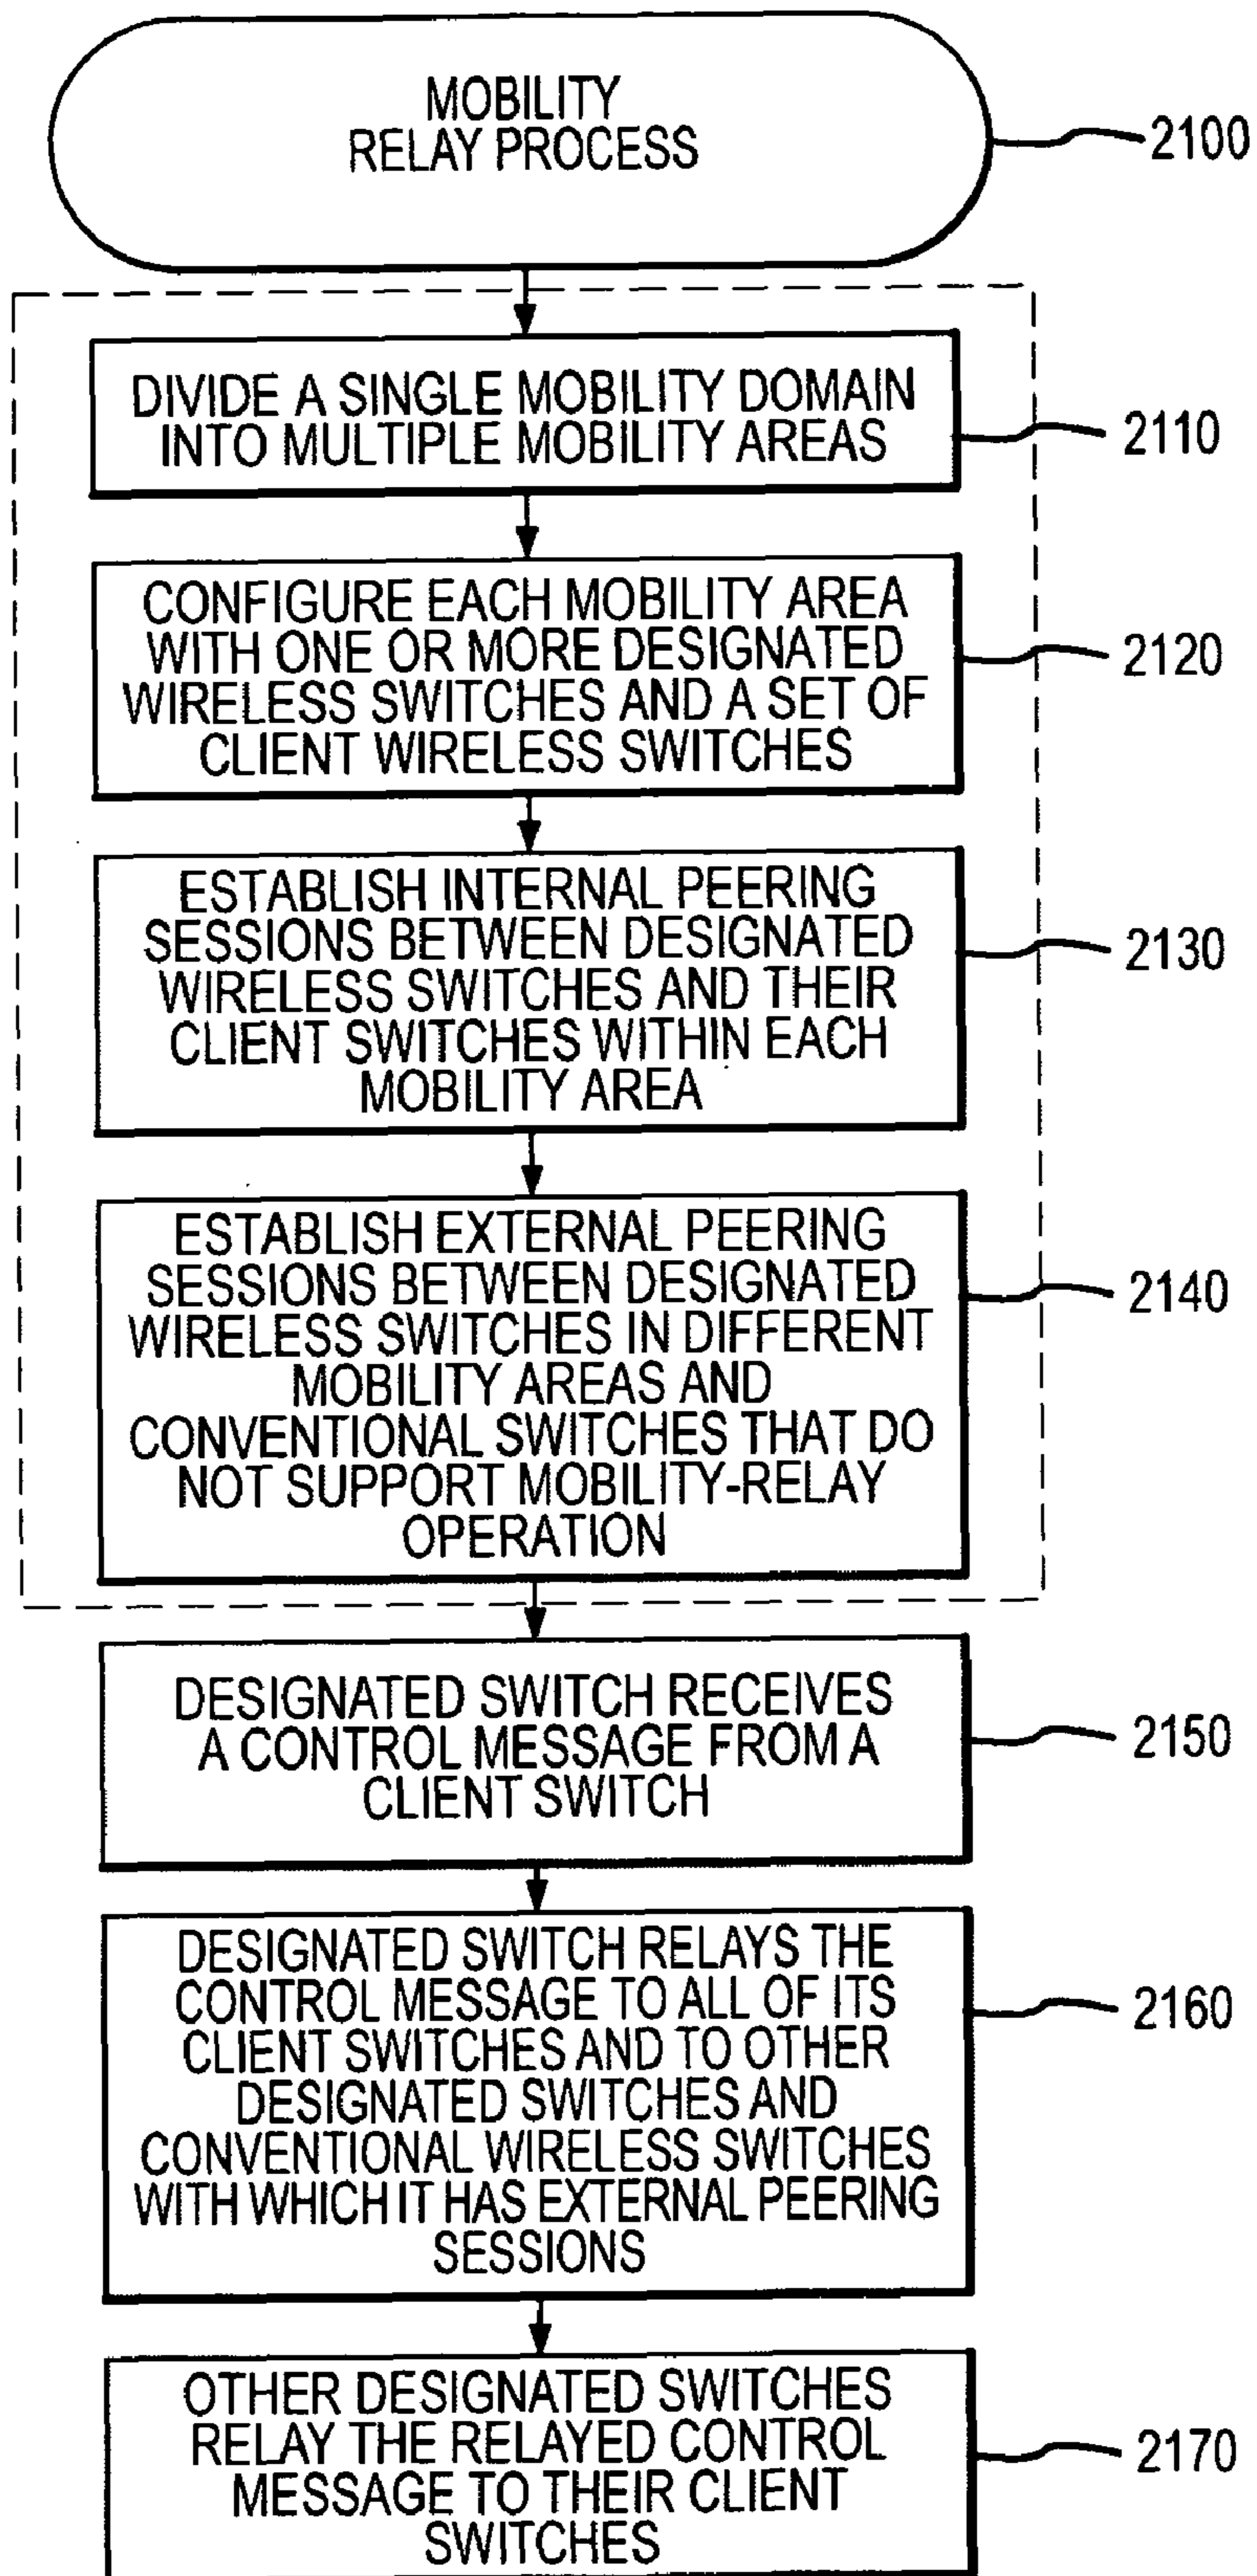 MOBILITY
RELAY PROCESS
2100
DIVIDE A SINGLE MOBILITY DOMAIN
INTO MULTIPLE MOBILITY AREAS
2110
CONFIGURE EACH MOBILITY AREA
WITH ONE OR MORE DESIGNATED
WIRELESS SWITCHES AND A SET OF
CLIENT WIRELESS SWITCHES
2120
ESTABLISH INTERNAL PEERING
SESSIONS BETWEEN DESIGNATED
WIRELESS SWITCHES AND THEIR
CLIENT SWITCHES WITHIN EACH
MOBILITY AREA
2130
ESTABLISH EXTERNAL PEERING
SESSIONS BETWEEN DESIGNATED
WIRELESS SWITCHES IN DIFFERENT
MOBILITY AREAS AND
CONVENTIONAL SWITCHES THAT DO
NOT SUPPORT MOBILITY-RELAY
OPERATION
2140
DESIGNATED SWITCH RECEIVES
A CONTROL MESSAGE FROM A
CLIENT SWITCH
2150
DESIGNATED SWITCH RELAYS THE
CONTROL MESSAGE TO ALL OF ITS
CLIENT SWITCHES AND TO OTHER
DESIGNATED SWITCHES AND
CONVENTIONAL WIRELESS SWITCHES
WITH WHICH IT HAS EXTERNAL PEERING
SESSIONS
2160
OTHER DESIGNATED SWITCHES
RELAY THE RELAYED CONTROL
MESSAGE TO THEIR CLIENT
SWITCHES
2170